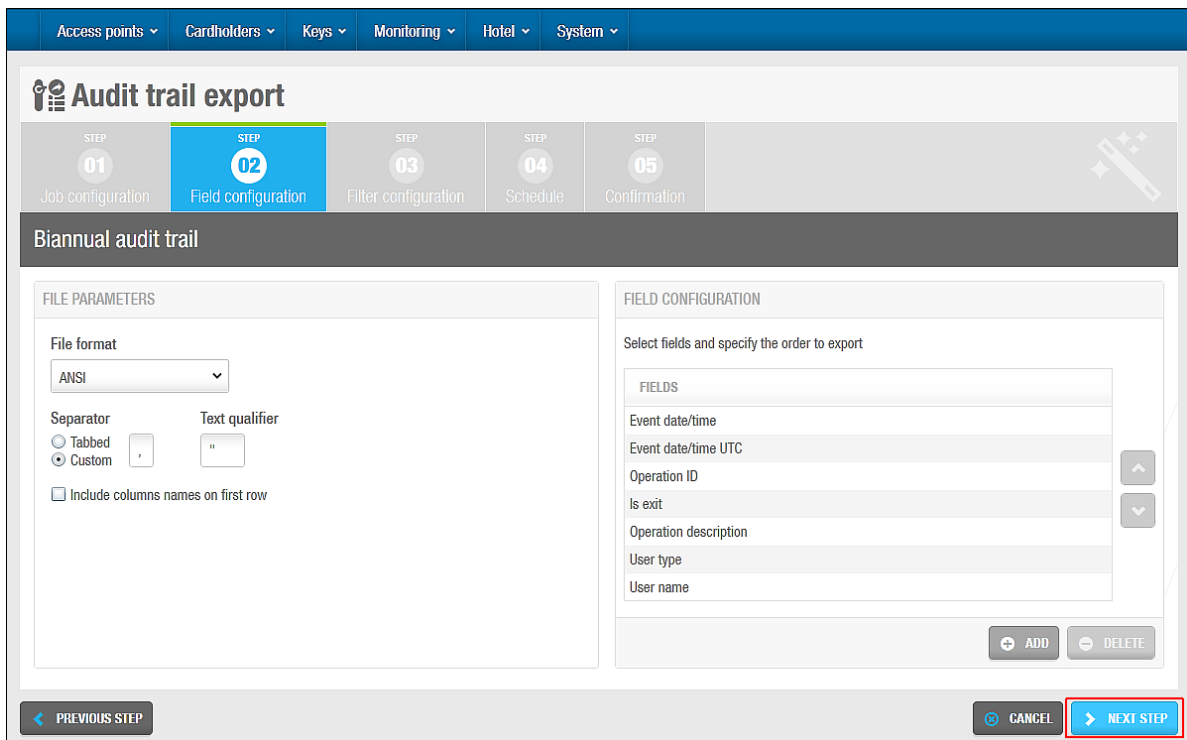 Access points Cardholders Keys Monitoring Hotel System
Audit trail export
STEP 01 Job configuration
STEP 02 Field configuration
STEP 03 Filter configuration
STEP 04 Schedule
STEP 05 Confirmation
Biannual audit trail
FILE PARAMETERS
File format
ANSI
Separator Text qualifier
Tabbed
Custom , "
Include columns names on first row
FIELD CONFIGURATION
Select fields and specify the order to export
FIELDS
Event date/time
Event date/time UTC
Operation ID
Is exit
Operation description
User type
User name
ADD DELETE
PREVIOUS STEP CANCEL NEXT STEP